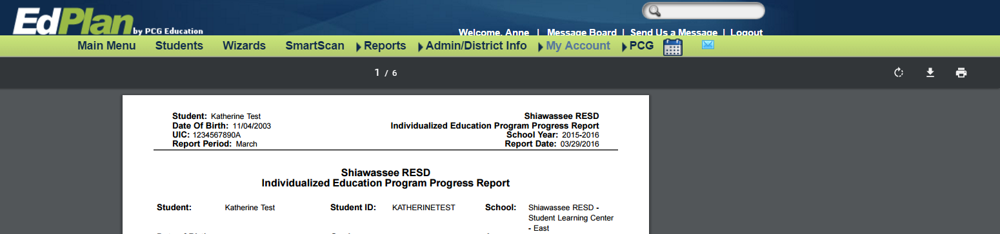 EdPlan by PCG Education
Welcome, Anne | Message Board | Send Us a Message | Logout
Main Menu Students Wizards SmartScan Reports Admin/District Info My Account PCG
1 / 6
Student: Katherine Test
Date Of Birth: 11/04/2003
UIC: 1234567890A
Report Period: March
Shiawassee RESD
Individualized Education Program Progress Report
School Year: 2015-2016
Report Date: 03/29/2016
Shiawassee RESD
Individualized Education Program Progress Report
Student: Katherine Test Student ID: KATHERINETEST School: Shiawassee RESD -
Student Learning Center
- East